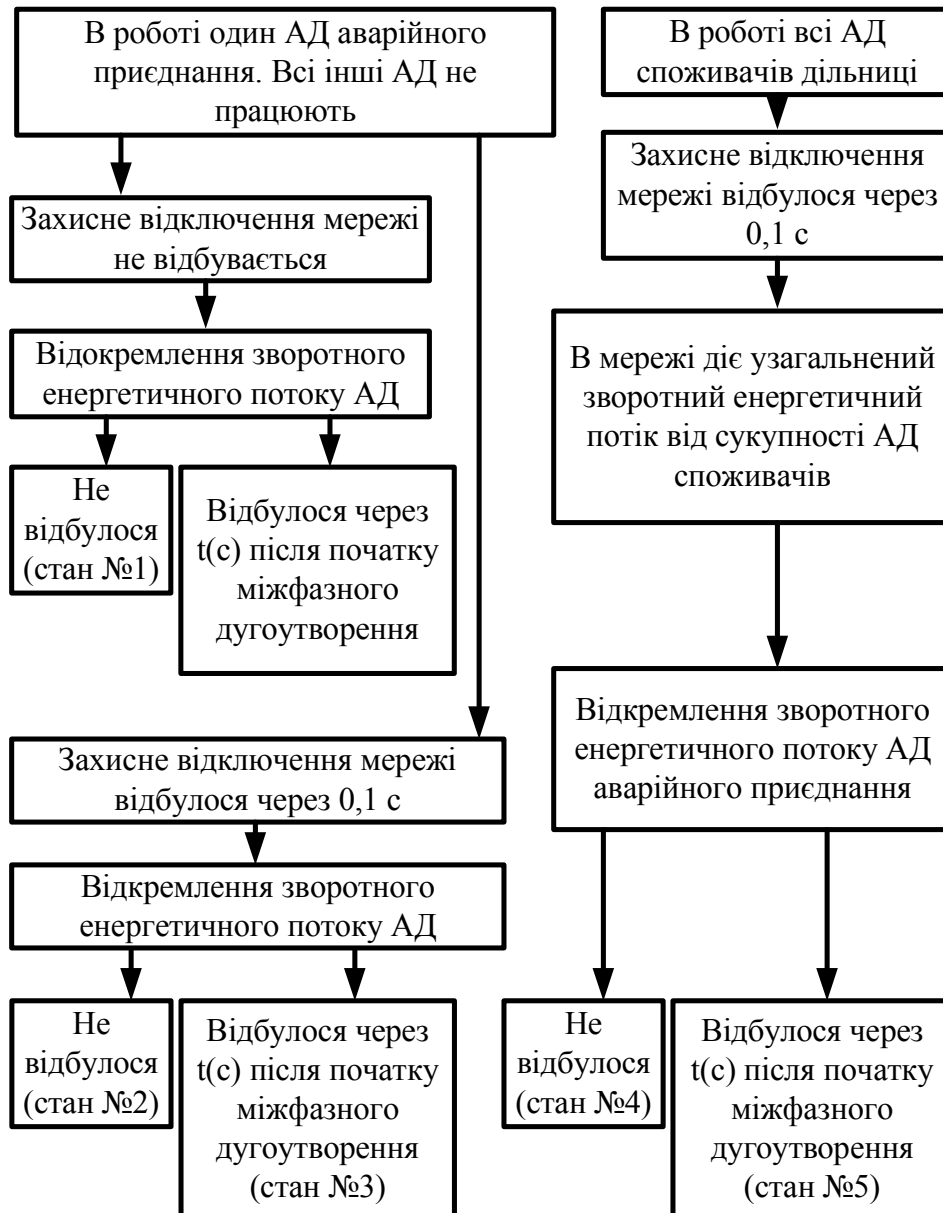 В роботі один АД аварійного
приєднання. Всі інші АД не
працюють
Захисне відключення мережі
не відбувається
Відокремлення зворотного
енергетичного потоку АД
Не
відбулося
(стан №1)
Відбулося через
t(c) після початку
міжфазного
дугоутворення
Захисне відключення мережі
відбулося через 0,1 с
Відкремлення зворотного
енергетичного потоку АД
Не
відбулося
(стан №2)
Відбулося через
t(c) після початку
міжфазного
дугоутворення
(стан №3)
В роботі всі АД
споживачів дільниці
Захисне відключення
мережі відбулося через
0,1 с
В мережі діє узагальнений
зворотний енергетичний
потік від сукупності АД
споживачів
Відкремлення зворотного
енергетичного потоку АД
аварійного приєднання
Не
відбулося
(стан №4)
Відбулося через
t(c) після початку
міжфазного
дугоутворення
(стан №5)